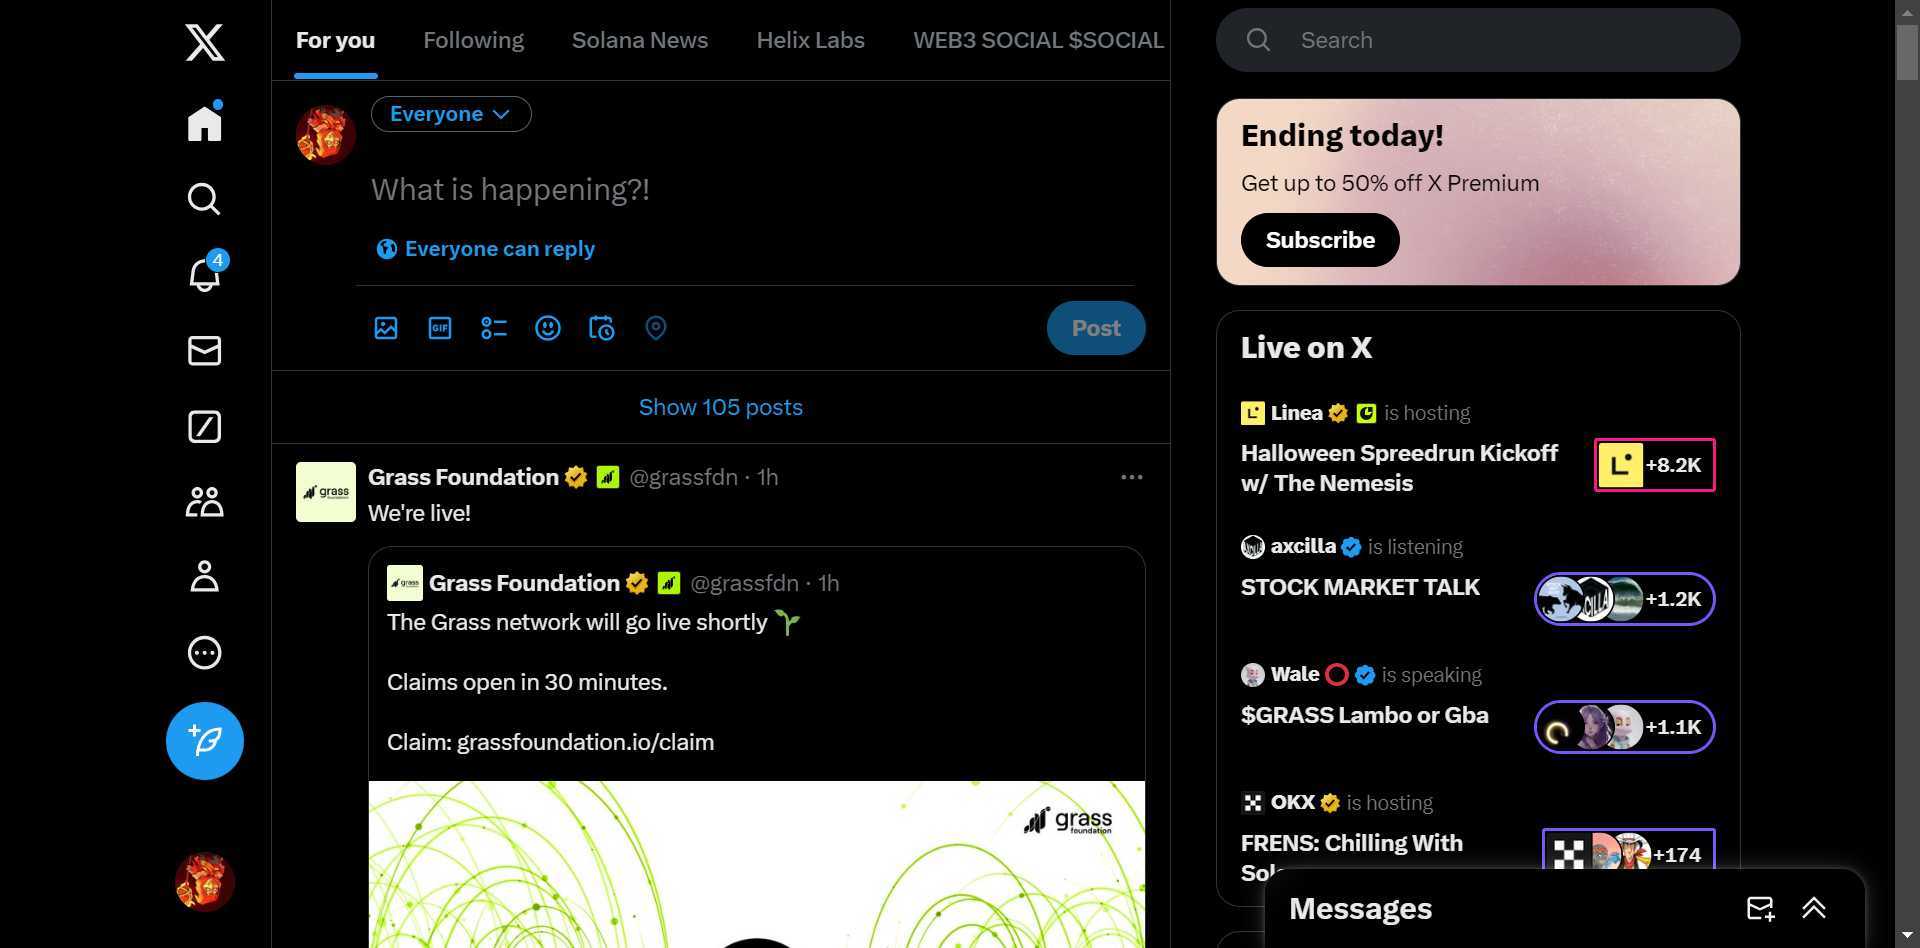 For you
Following
Solana News
Helix Labs
WEB3 SOCIAL $SOCIAL
Everyone
What is happening?!
Everyone can reply
GIF
Post
Show 105 posts
4
grass
foundation
Grass Foundation @grassfdn · 1h
We're live!
grass
Grass Foundation @grassfdn · 1h
The Grass network will go live shortly
Claims open in 30 minutes.
Claim: grassfoundation.io/claim
grass
foundation
Search
Ending today!
Get up to 50% off X Premium
Subscribe
Live on X
Linea is hosting
Halloween Spreedrun Kickoff
w/ The Nemesis
+8.2K
axcilla is listening
STOCK MARKET TALK
+1.2K
Wale is speaking
$GRASS Lambo or Gba
+1.1K
OKX is hosting
FRENS: Chilling With
+174
Messages